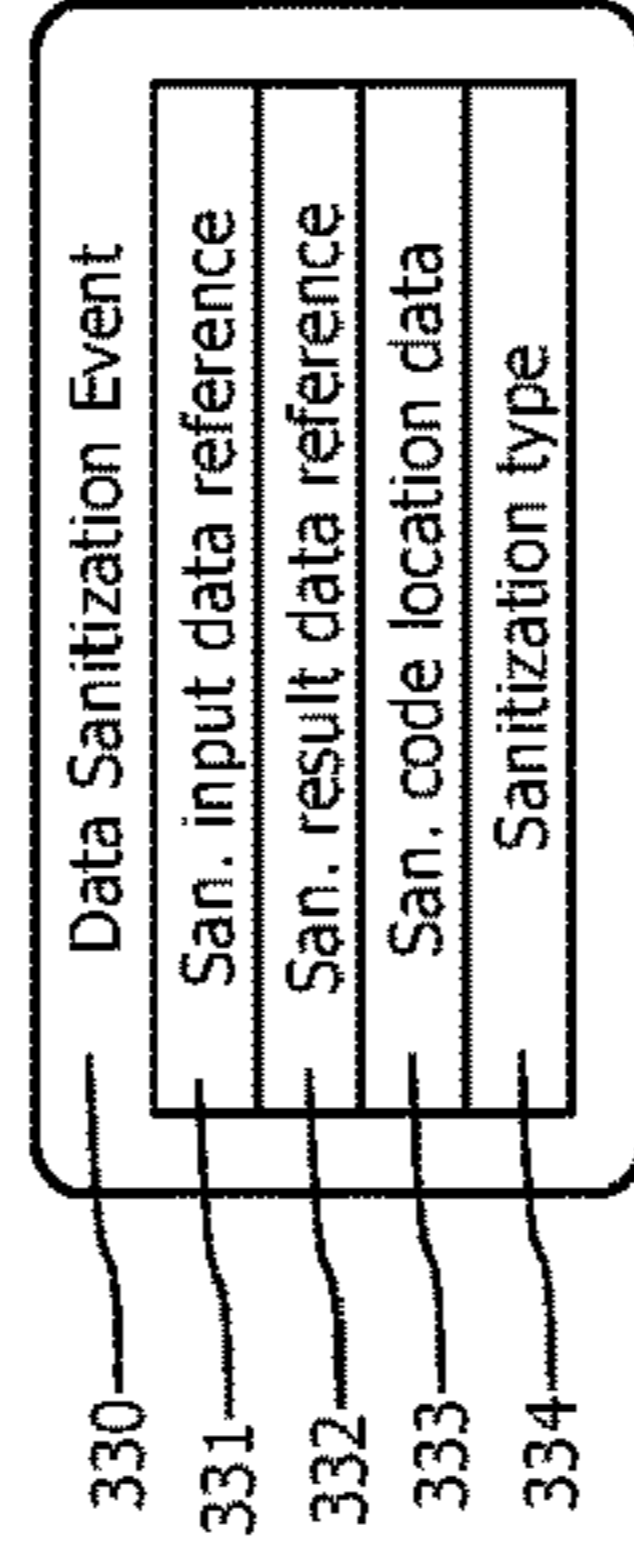 330 Data Sanitization Event
331 San. input data reference
332 San. result data reference
333 San. code location data
334 Sanitization type